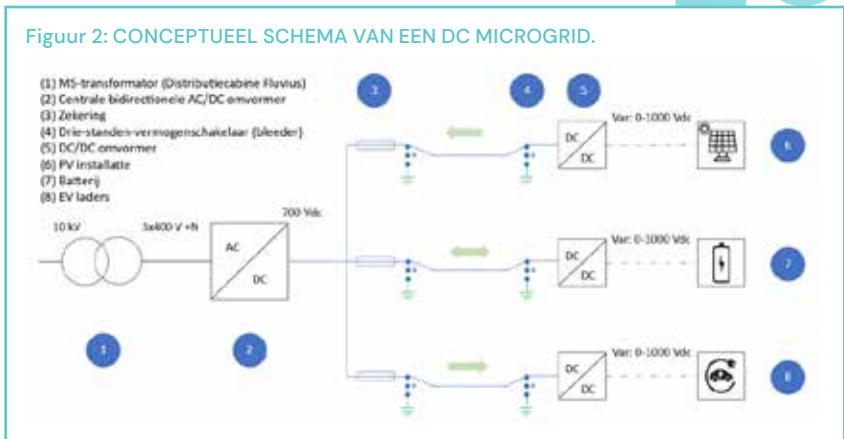 Figuur 2: CONCEPTUEEL SCHEMA VAN EEN DC MICROGRID.
(1) MS-transformator (Distributiecabine Fluvius)
(2) Centrale bidirectionele AC/DC omvormer
(3) Zekering
(4) Drie-standen-vermogenschakelaar (bleeder)
(5) DC/DC omvormer
(6) PV installatie
(7) Batterij
(8) EV laders
3
4
5
DC
DC
Var: 0-1000 Vdc
6
10 kV
3x400 V +N
700 Vdc
AC
DC
DC
DC
Var: 0-1000 Vdc
7
1
2
DC
DC
Var: 0-1000 Vdc
8